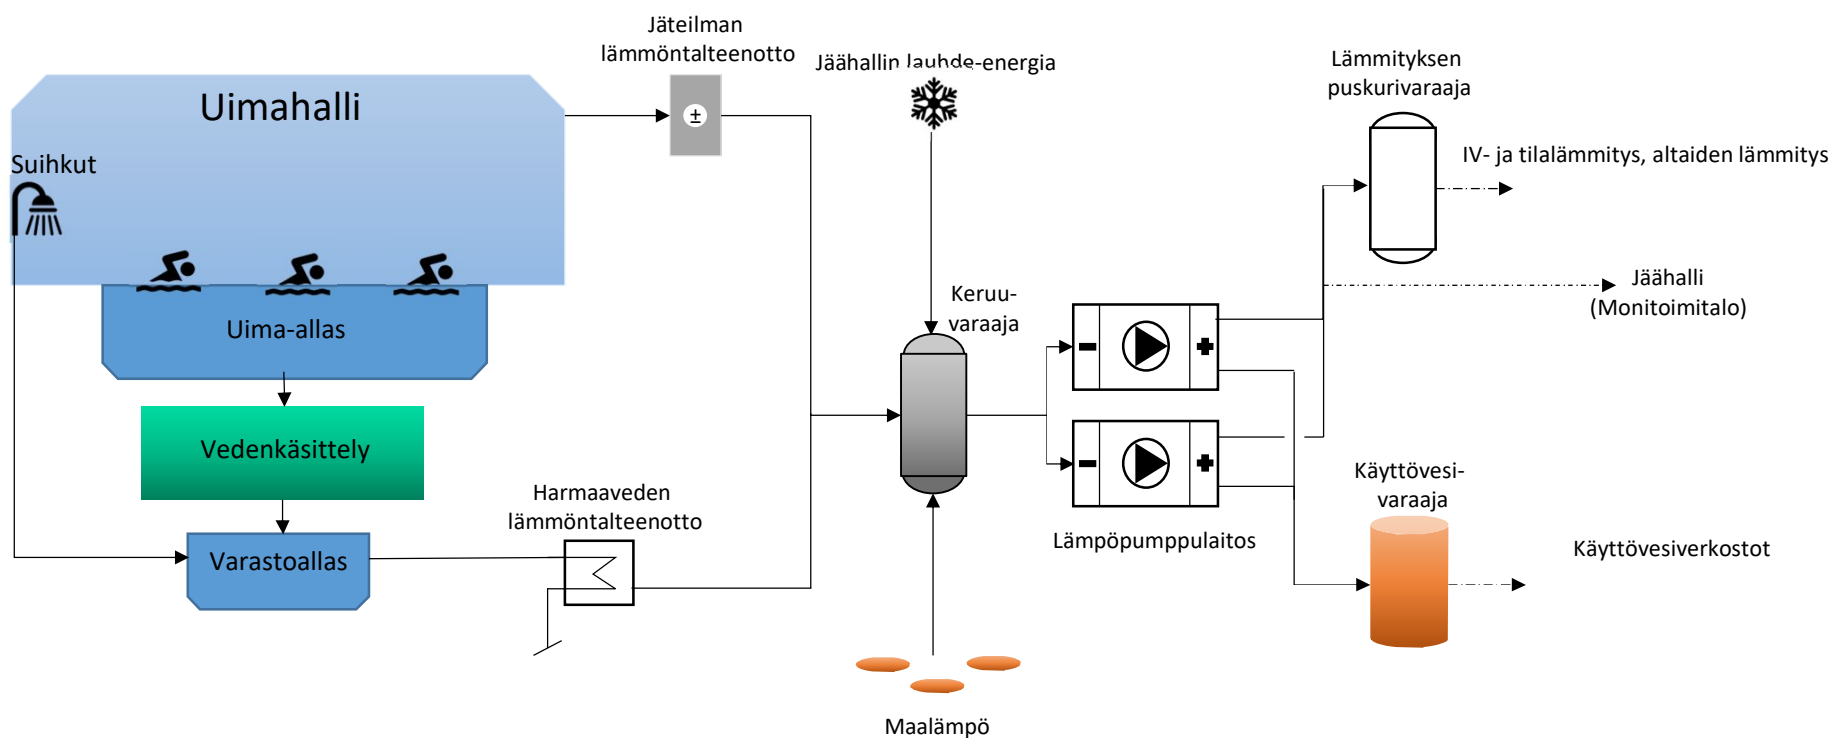 Jäteilman
lämmöntalteenotto
Jäähallin lauhde-energia
Lämmityksen
puskurivaraaja
Uimahalli
Suihkut
IV- ja tilalämmitys, altaiden lämmitys
Keruu-
varaaja
Jäähalli
(Monitoimitalo)
Uima-allas
Vedenkäsittely
Harmaaveden
lämmöntalteenotto
Varastoallas
Lämpöpumppulaitos
Käyttövesi-
varaaja
Käyttövesiverkostot
Maalämpö